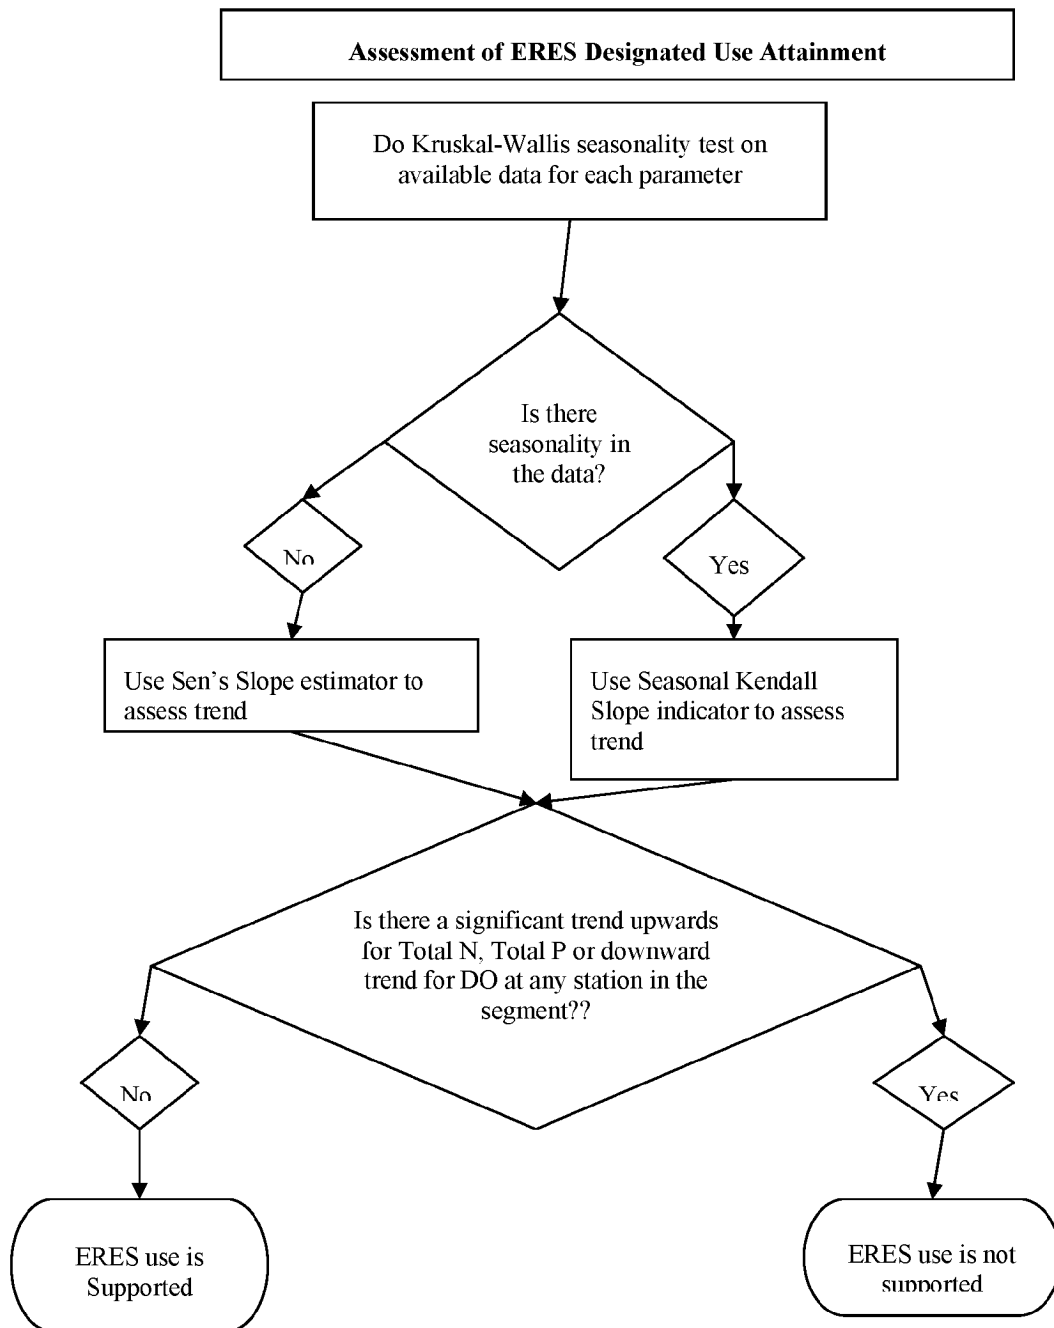 Assessment of ERES Designated Use Attainment
Do Kruskal-Wallis seasonality test on
available data for each parameter
Is there
seasonality in
the data?
No
Yes
Use Sen’s Slope estimator to
assess trend
Use Seasonal Kendall
Slope indicator to assess
trend
Is there a significant trend upwards
for Total N, Total P or downward
trend for DO at any station in the
segment??
No
Yes
ERES use is
Supported
ERES use is not
supported